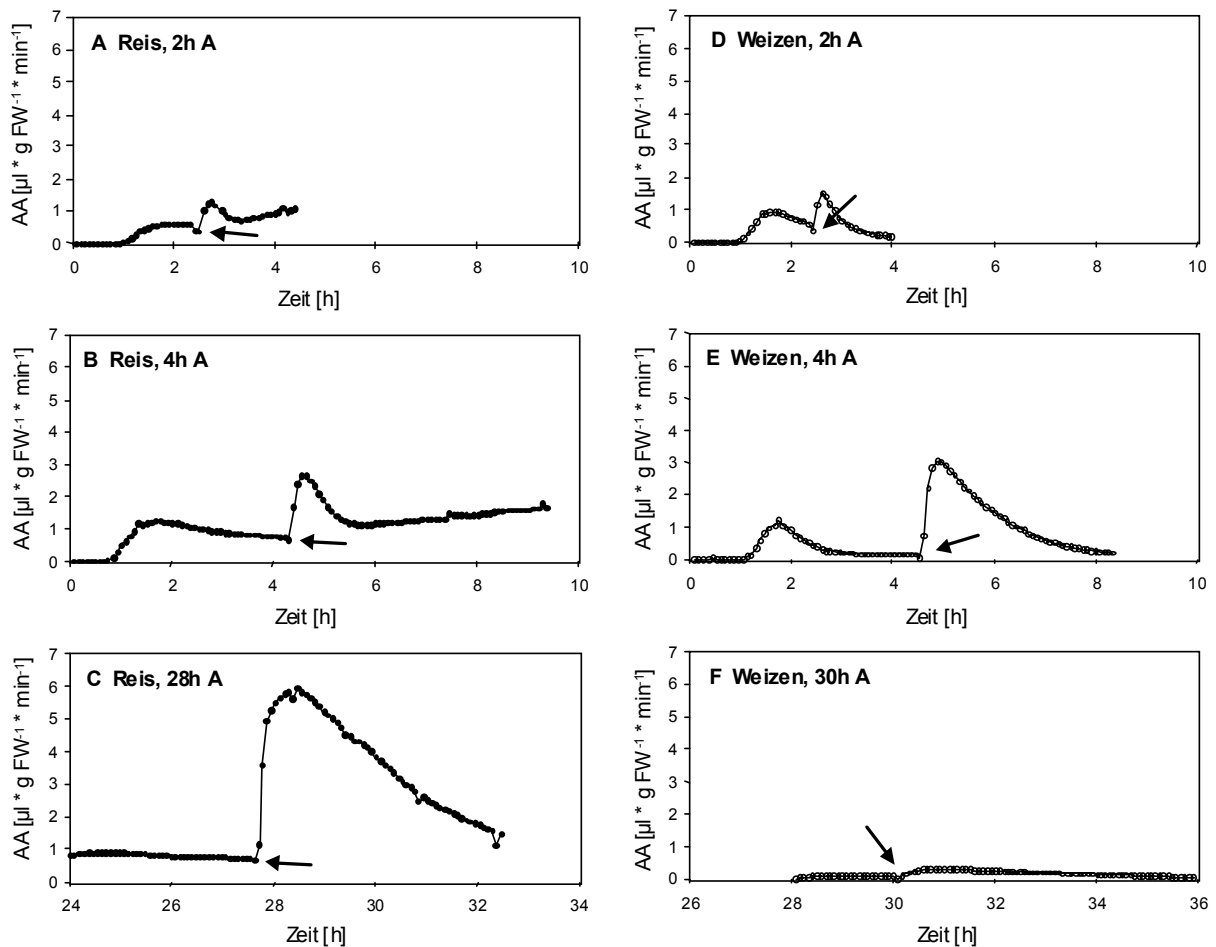 A Reis, 2h A
AA [µl * g FW⁻¹ * min⁻¹]
7
6
5
4
3
2
1
0
0 2 4 6 8 10
Zeit [h]
D Weizen, 2h A
AA [µl * g FW⁻¹ * min⁻¹]
7
6
5
4
3
2
1
0
0 2 4 6 8 10
Zeit [h]
B Reis, 4h A
AA [µl * g FW⁻¹ * min⁻¹]
7
6
5
4
3
2
1
0
0 2 4 6 8 10
Zeit [h]
E Weizen, 4h A
AA [µl * g FW⁻¹ * min⁻¹]
7
6
5
4
3
2
1
0
0 2 4 6 8 10
Zeit [h]
C Reis, 28h A
AA [µl * g FW⁻¹ * min⁻¹]
7
6
5
4
3
2
1
0
24 26 28 30 32 34
Zeit [h]
F Weizen, 30h A
AA [µl * g FW⁻¹ * min⁻¹]
7
6
5
4
3
2
1
0
26 28 30 32 34 36
Zeit [h]